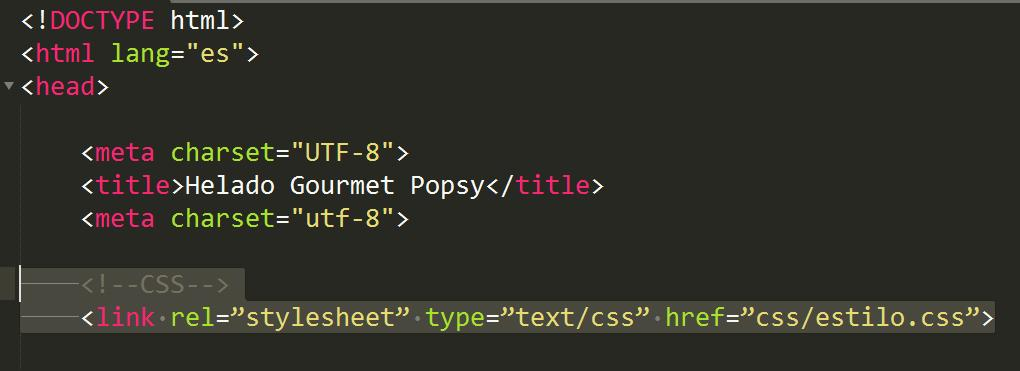 <!DOCTYPE html>
<html lang="es">
<head>
<meta charset="UTF-8">
<title>Helado Gourmet Popsy</title>
<meta charset="utf-8">
<!--CSS-->
<link rel=”stylesheet” type=”text/css” href=”css/estilo.css”>